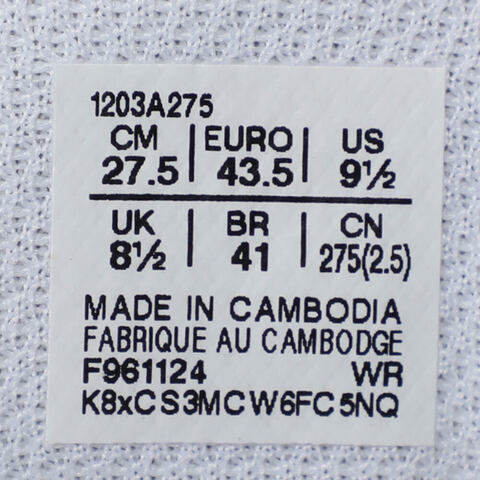 1203A275
CM | EURO | US
27.5 | 43.5 | 9½
UK | BR | CN
8½ | 41 | 275(2.5)
MADE IN CAMBODIA
FABRIQUE AU CAMBODGE
F961124 WR
K8xCS3MCW6FC5NQ